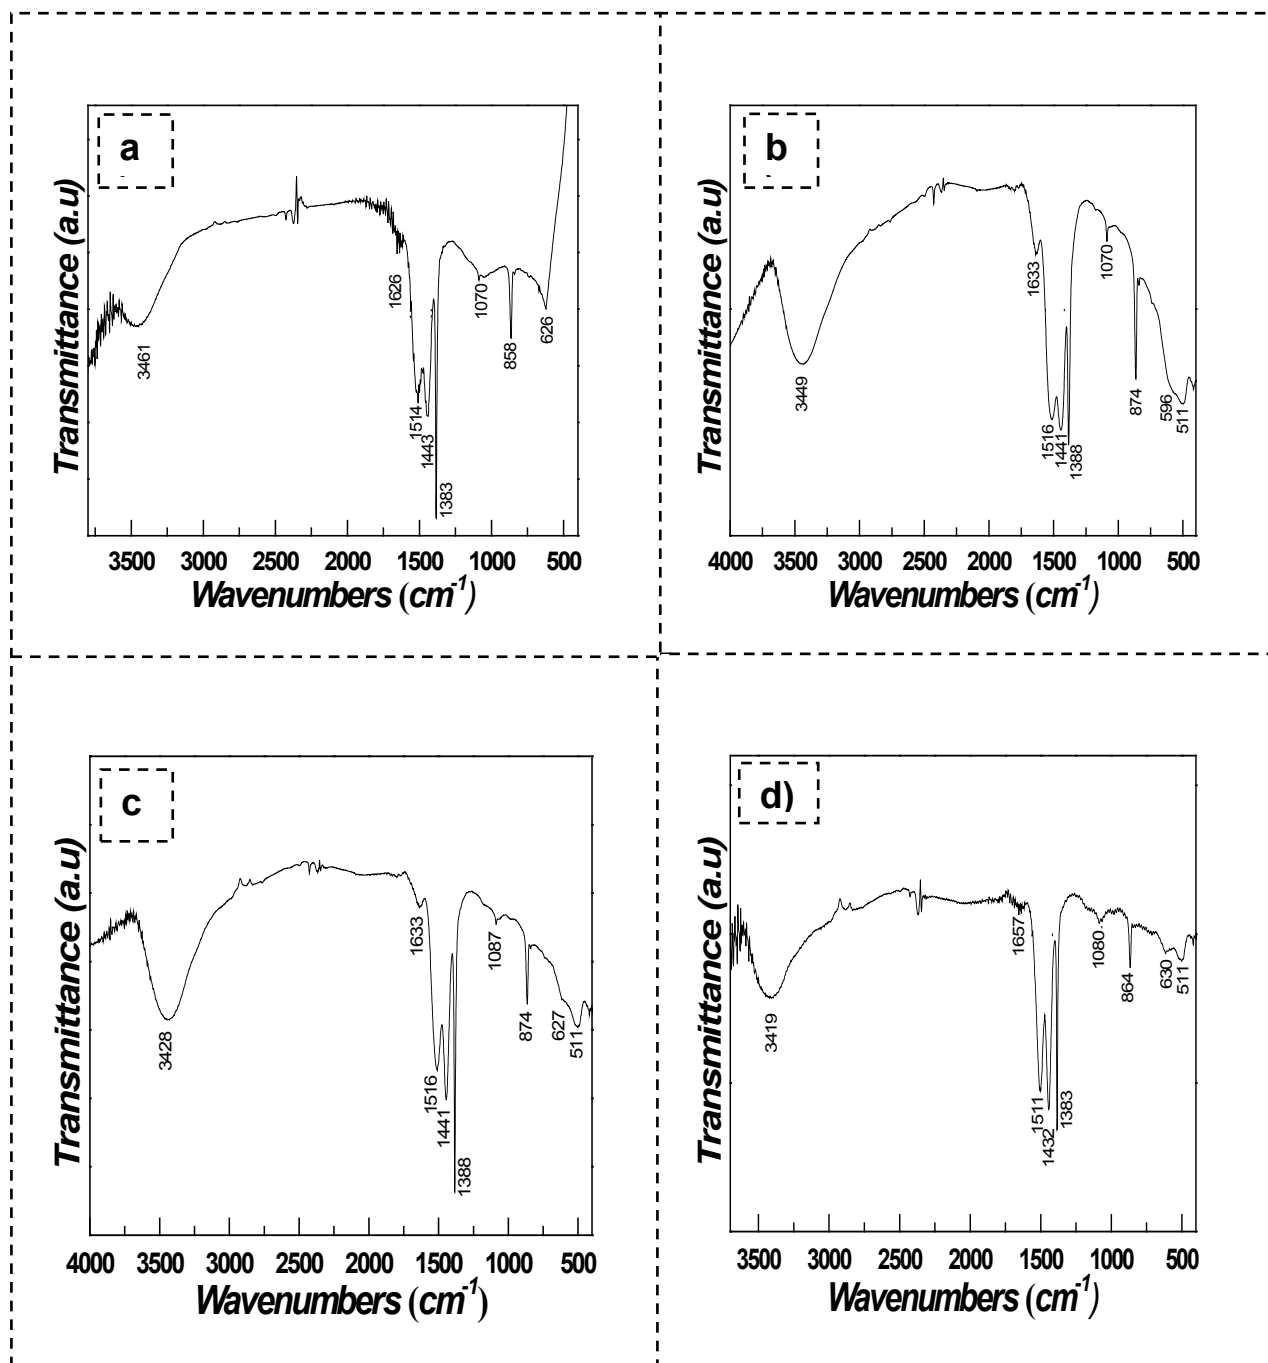 a
Transmittance (a.u)
3461
1626
1514
1443
1383
1070
858
626
3500 3000 2500 2000 1500 1000 500
Wavenumbers (cm-1)
b
Transmittance (a.u)
3449
1633
1516
1441
1388
1070
874
596
511
4000 3500 3000 2500 2000 1500 1000 500
Wavenumbers (cm-1)
c
Transmittance (a.u)
3428
1633
1516
1441
1388
1087
874
627
511
4000 3500 3000 2500 2000 1500 1000 500
Wavenumbers (cm-1)
d)
Transmittance (a.u)
3419
1657
1511
1432
1383
1080
864
630
511
3500 3000 2500 2000 1500 1000 500
Wavenumbers (cm-1)